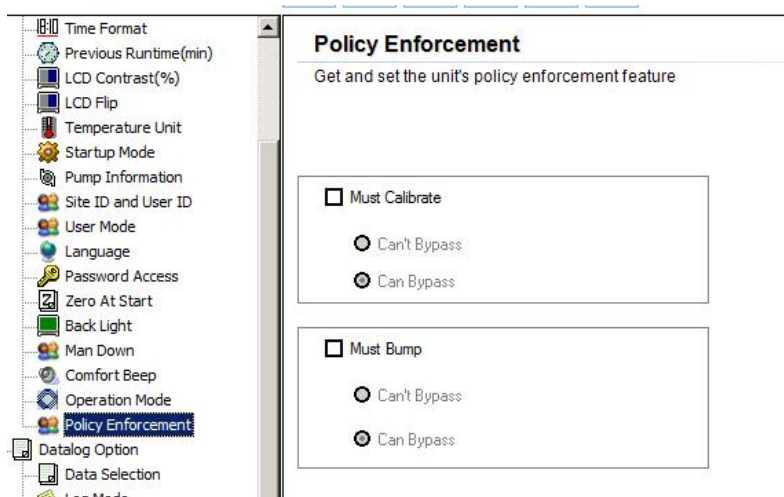 Time Format
Previous Runtime(min)
LCD Contrast(%)
LCD Flip
Temperature Unit
Startup Mode
Pump Information
Site ID and User ID
User Mode
Language
Password Access
Zero At Start
Back Light
Man Down
Comfort Beep
Operation Mode
Policy Enforcement
Datalog Option
Data Selection
Log Mode
Policy Enforcement
Get and set the unit's policy enforcement feature
Must Calibrate
Can't Bypass
Can Bypass
Must Bump
Can't Bypass
Can Bypass